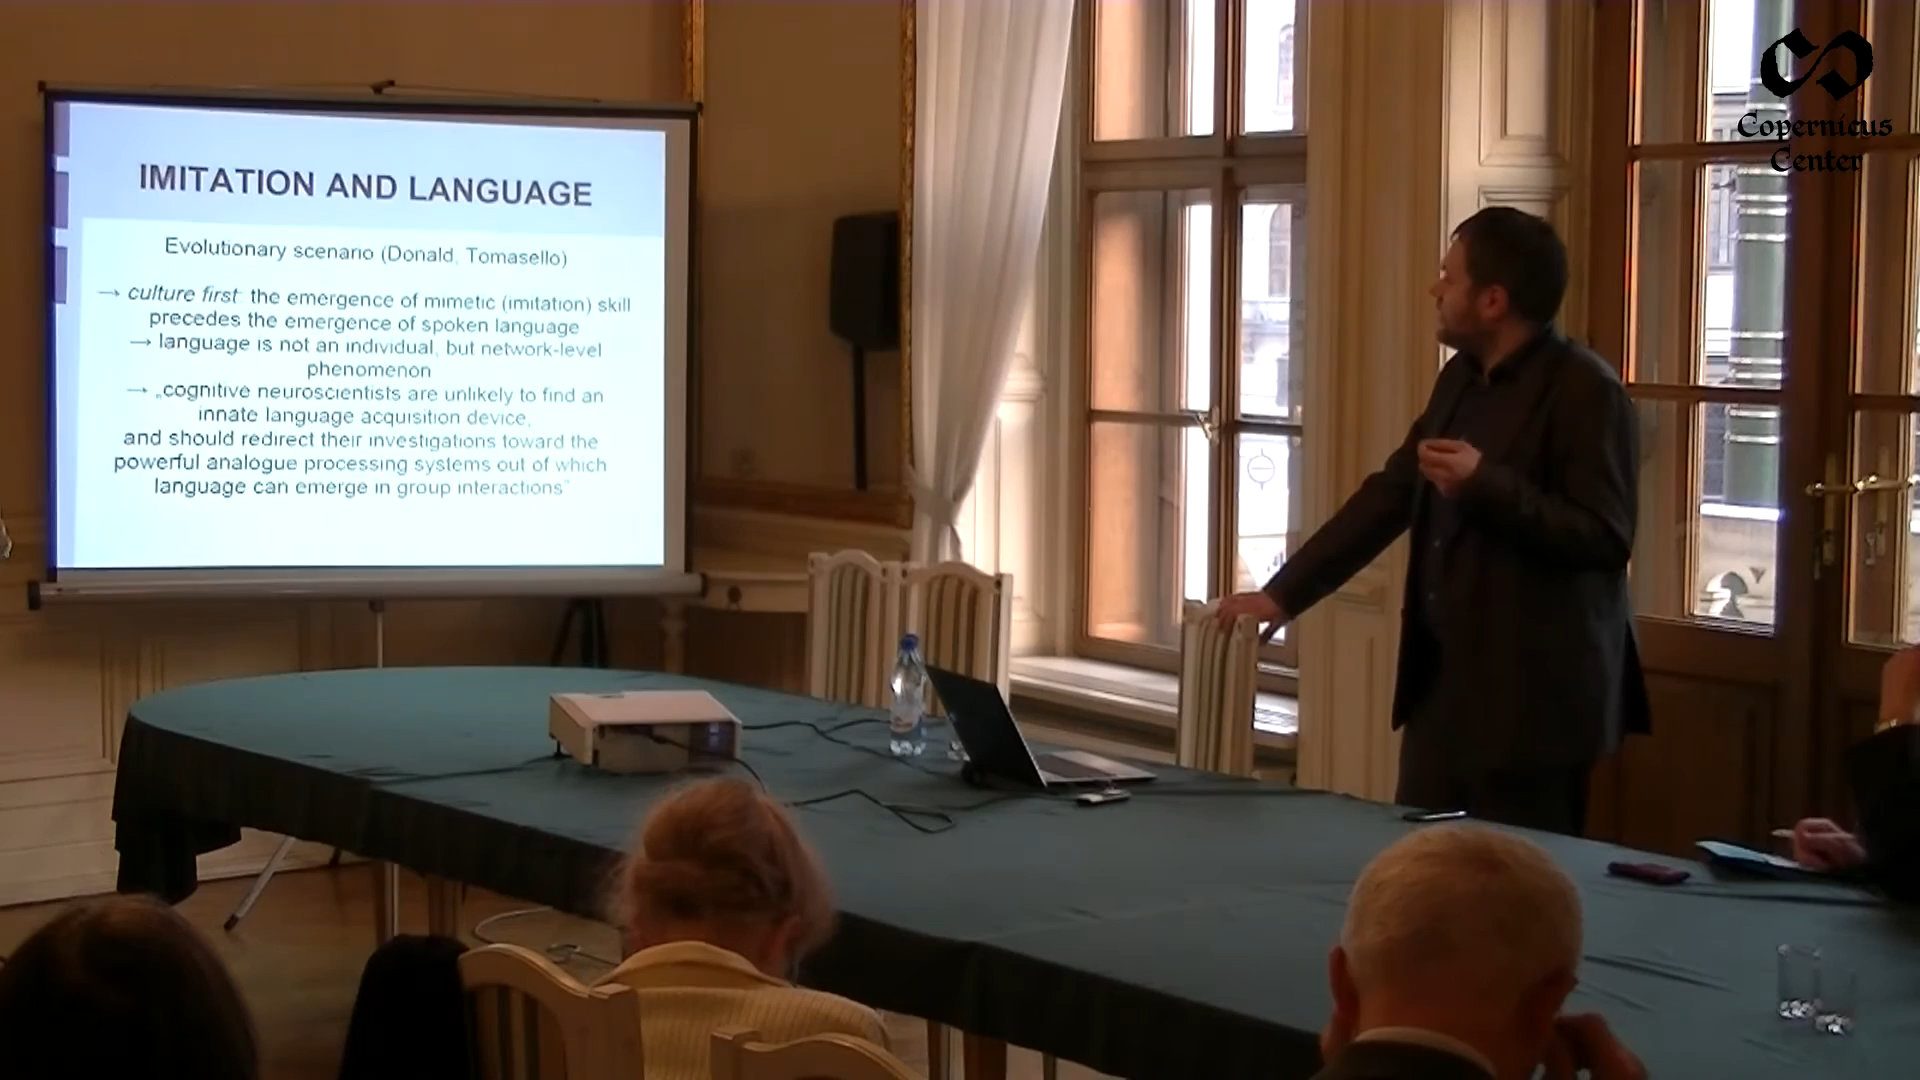 IMITATION AND LANGUAGE
Evolutionary scenario (Donald, Tomasello)
→ culture first: the emergence of mimetic (imitation) skill
precedes the emergence of spoken language
→ language is not an individual, but network-level
phenomenon
→ „cognitive neuroscientists are unlikely to find an
innate language acquisition device,
and should redirect their investigations toward the
powerful analogue processing systems out of which
language can emerge in group interactions”
Copernicus
Center